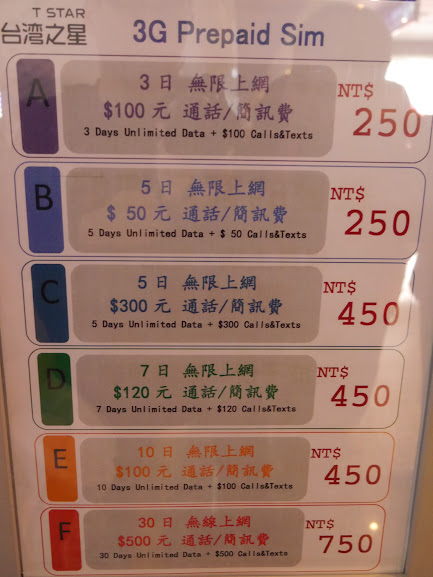 T STAR
台湾之星
3G Prepaid Sim
A
3日 無限上網
$100元 通話/簡訊費
3 Days Unlimited Data + $100 Calls&Texts
NT$
250
B
5日 無限上網
$ 50元 通話/簡訊費
5 Days Unlimited Data + $ 50 Calls&Texts
NT$
250
C
5日 無限上網
$300元 通話/簡訊費
5 Days Unlimited Data + $300 Calls&Texts
NT$
450
D
7日 無限上網
$120元 通話/簡訊費
7 Days Unlimited Data + $120 Calls&Texts
NT$
450
E
10日 無限上網
$100元 通話/簡訊費
10 Days Unlimited Data + $100 Calls&Texts
NT$
450
F
30日 無線上網
$500元 通話/簡訊費
30 Days Unlimited Data + $500 Calls&Texts
NT$
750